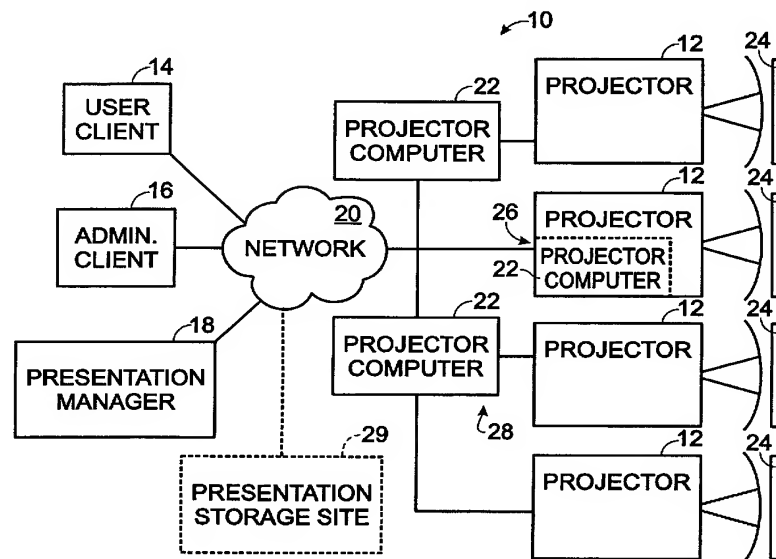 10
14
USER
CLIENT
16
ADMIN.
CLIENT
18
PRESENTATION
MANAGER
20
NETWORK
29
PRESENTATION
STORAGE SITE
22
PROJECTOR
COMPUTER
12
PROJECTOR
24
26
12
PROJECTOR
PROJECTOR
22 COMPUTER
24
22
PROJECTOR
COMPUTER
28
12
PROJECTOR
24
12
PROJECTOR
24